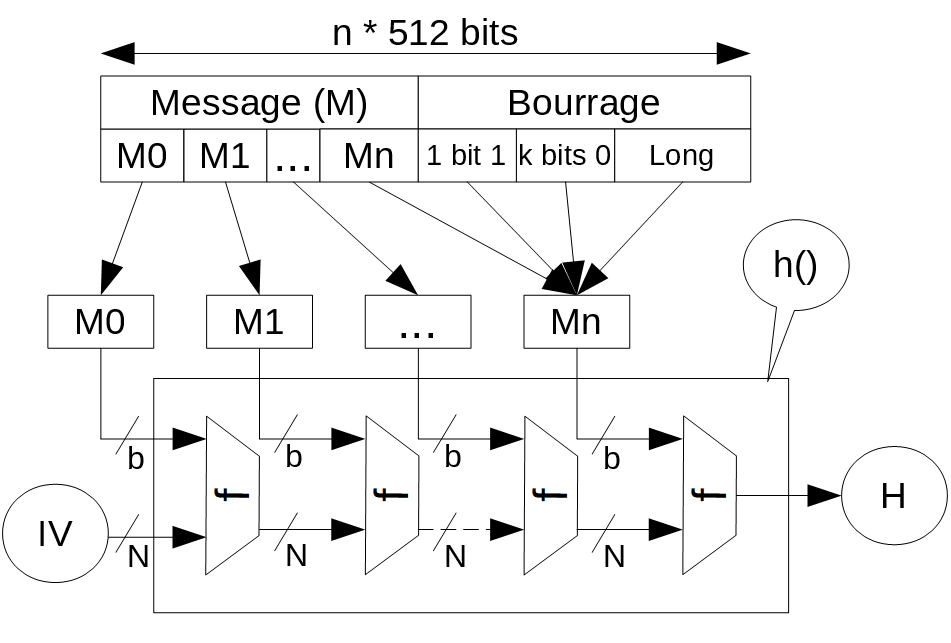 n * 512 bits
Message (M) Bourrage
M0 M1 ... Mn 1 bit 1 k bits 0 Long
h()
M0 M1 ... Mn
b b b b
f f f f
IV H
N N N N